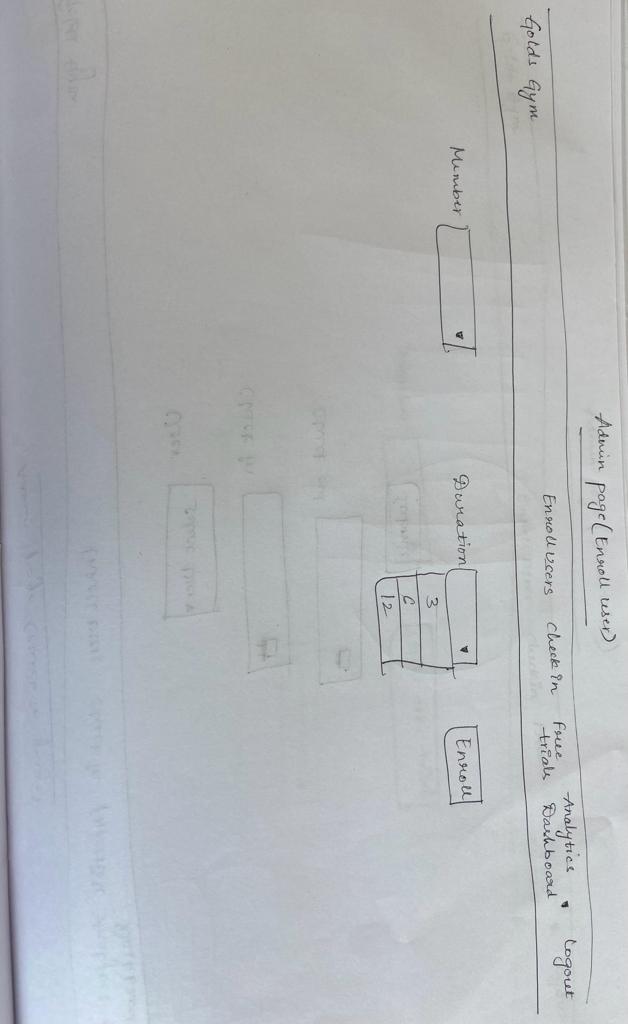 Admin page (Enroll user)
Golds Gym
Enroll Users Check In Free trials Analytics Dashboard Logout
Member
Duration
Enroll
3
6
12